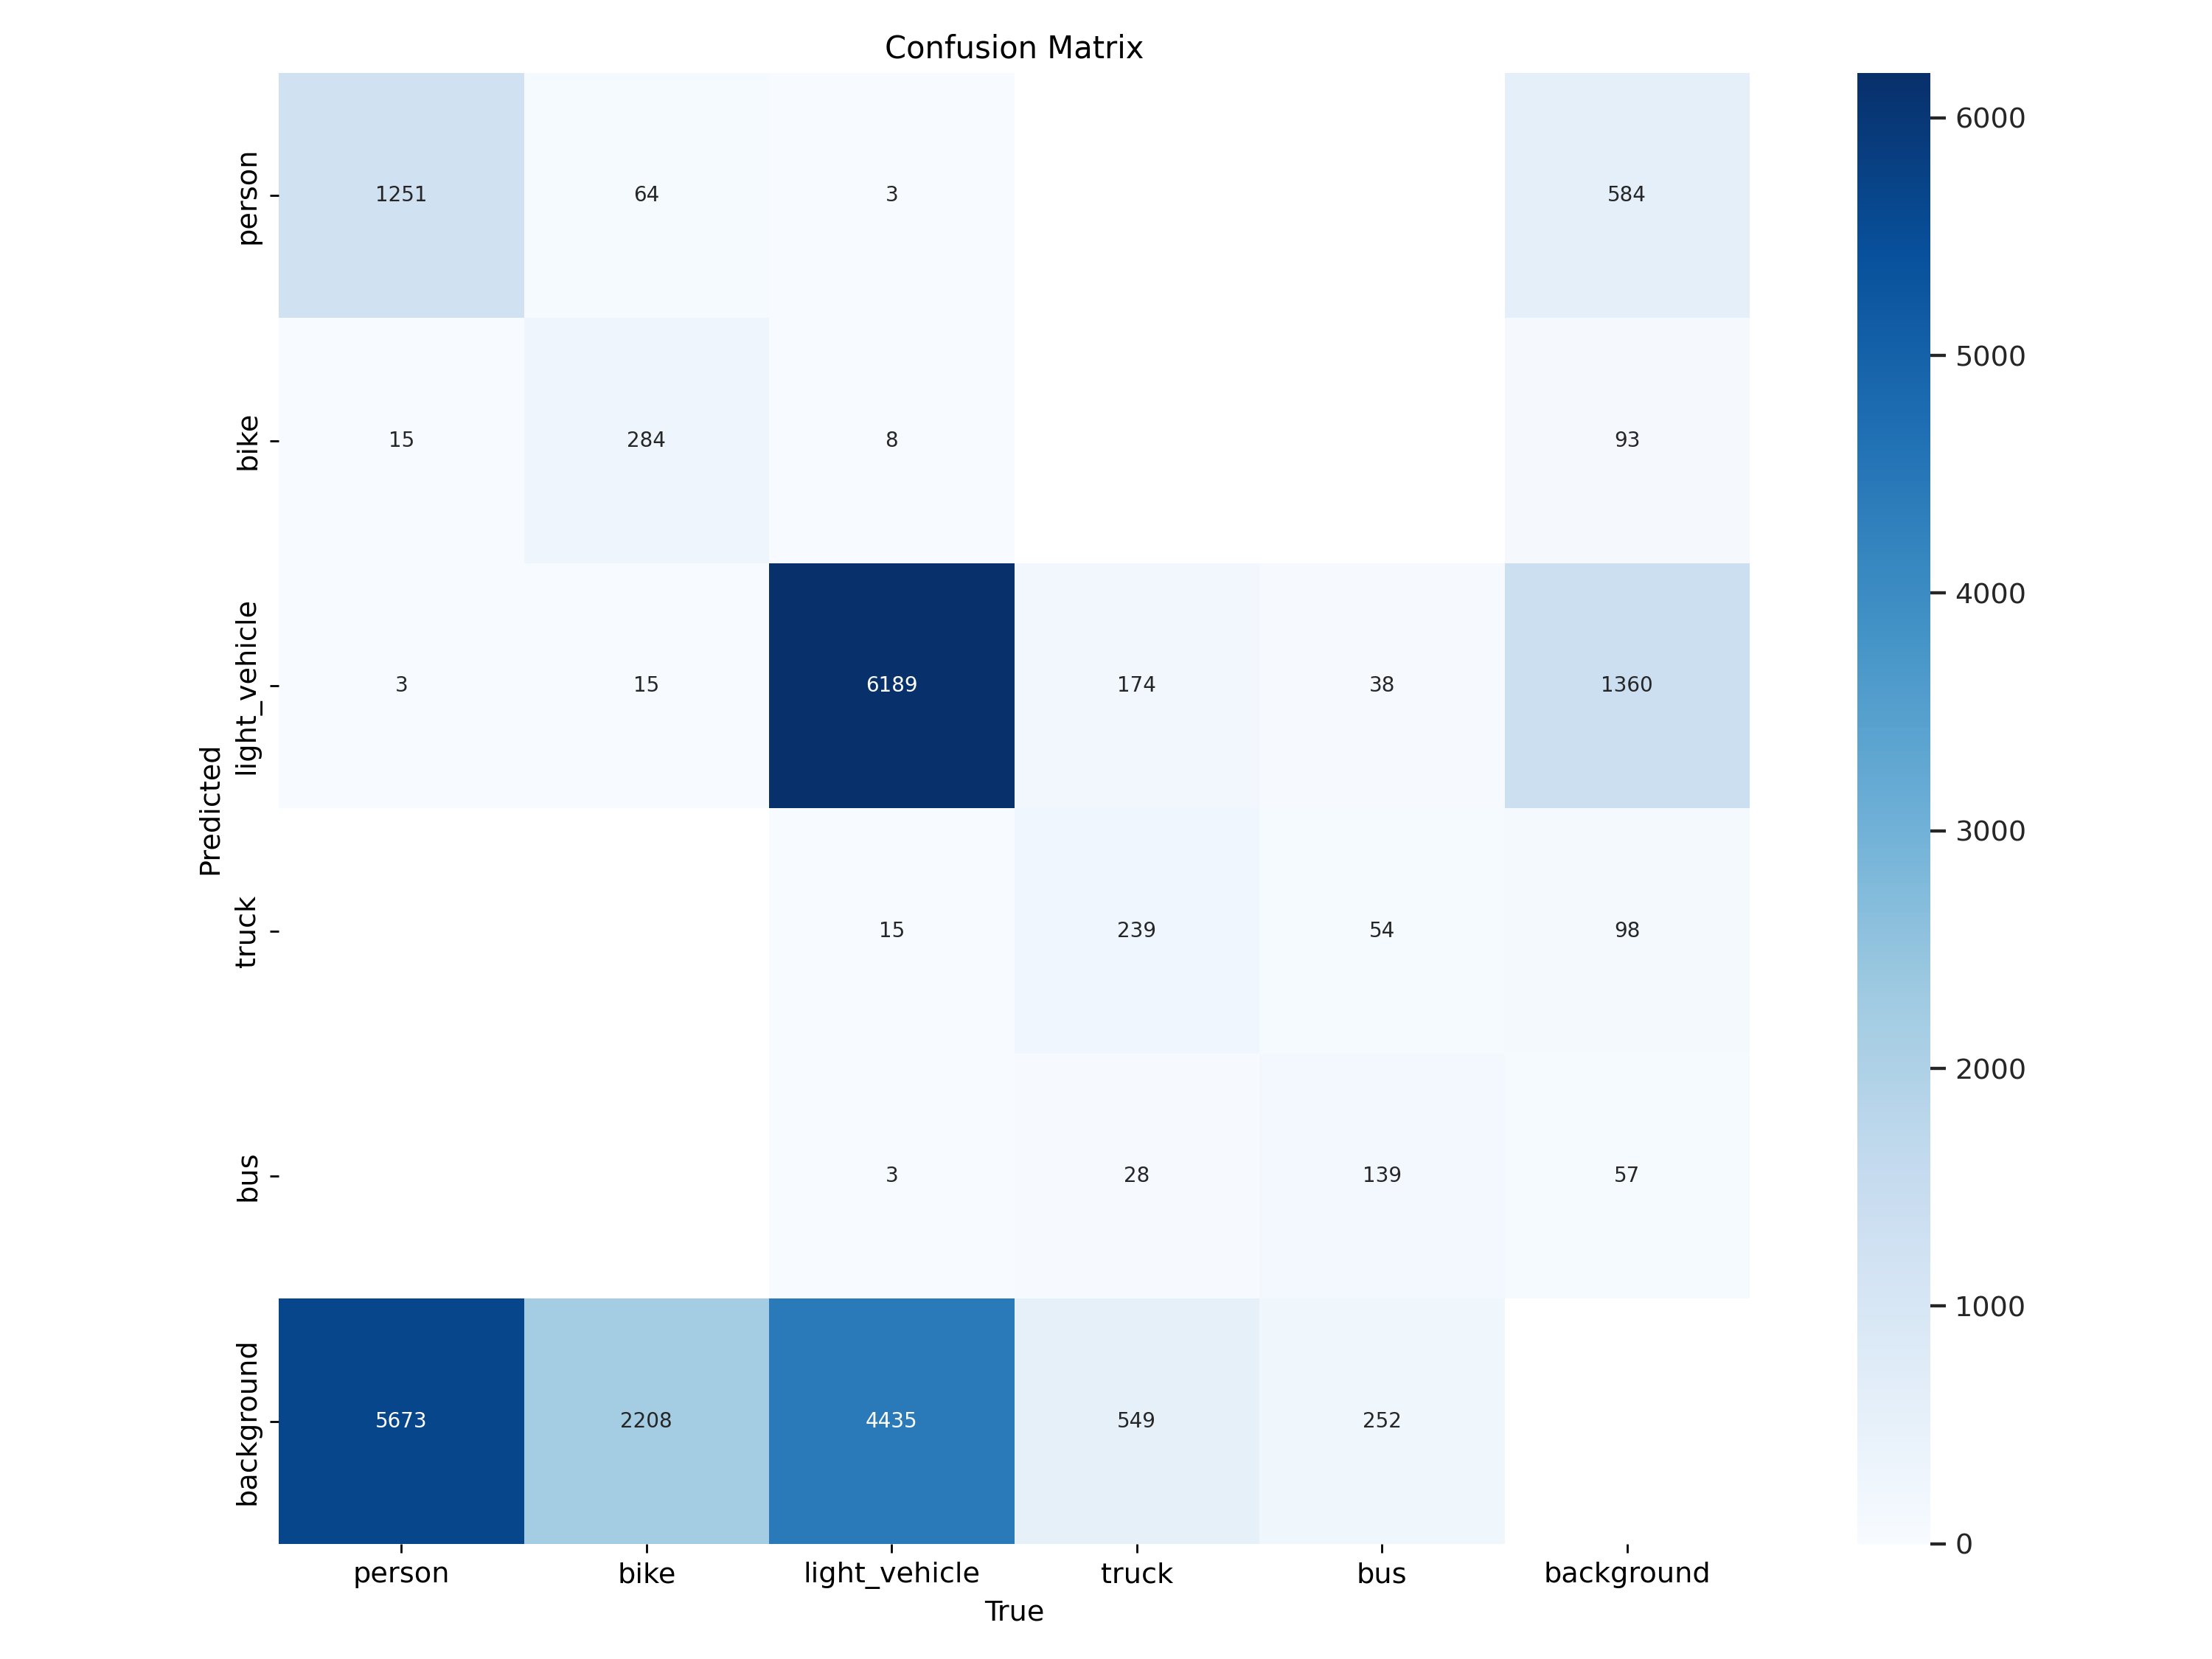 Confusion Matrix
person
1251 64 3 584
bike
15 284 8 93
light_vehicle
3 15 6189 174 38 1360
truck
15 239 54 98
bus
3 28 139 57
background
5673 2208 4435 549 252
Predicted
person bike light_vehicle truck bus background
True
6000
5000
4000
3000
2000
1000
0